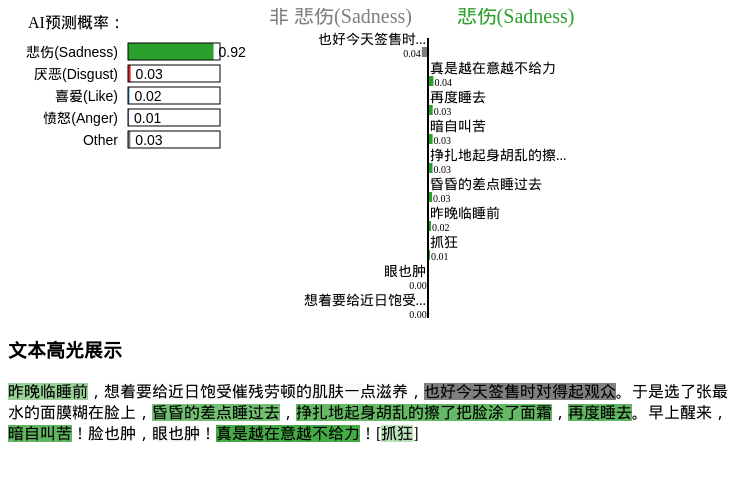 AI预测概率：
悲伤(Sadness) 0.92
厌恶(Disgust) 0.03
喜爱(Like) 0.02
愤怒(Anger) 0.01
Other 0.03
非 悲伤(Sadness) 悲伤(Sadness)
也好今天签售时...
0.04
真是越在意越不给力
0.04
再度睡去
0.03
暗自叫苦
0.03
挣扎地起身胡乱的擦...
0.03
昏昏的差点睡过去
0.03
昨晚临睡前
0.02
抓狂
0.01
眼也肿
0.00
想着要给近日饱受...
0.00
文本高光展示
昨晚临睡前，想着要给近日饱受催残劳顿的肌肤一点滋养，也好今天签售时对得起观众。于是选了张最
水的面膜糊在脸上，昏昏的差点睡过去，挣扎地起身胡乱的擦了把脸涂了面霜，再度睡去。早上醒来，
暗自叫苦！脸也肿，眼也肿！真是越在意越不给力！[抓狂]